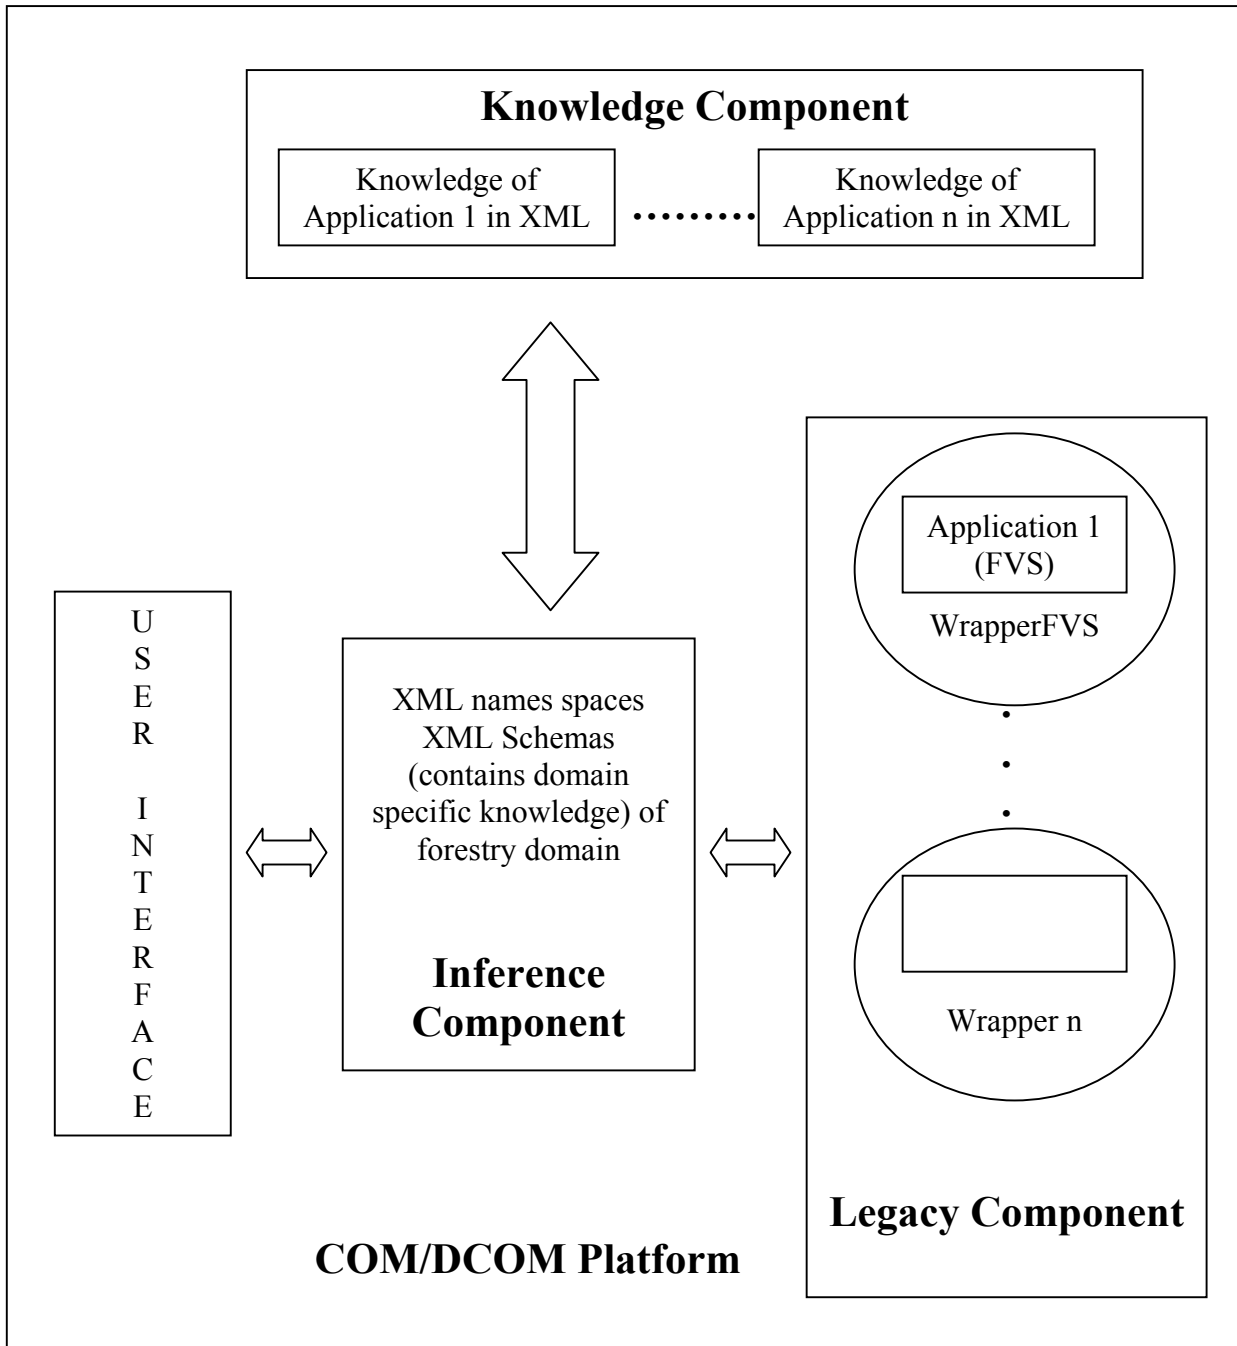 Knowledge Component
Knowledge of
Application 1 in XML
.........
Knowledge of
Application n in XML
Application 1
(FVS)
WrapperFVS
.
.
.
Wrapper n
Legacy Component
U
S
E
R
I
N
T
E
R
F
A
C
E
XML names spaces
XML Schemas
(contains domain
specific knowledge) of
forestry domain
Inference
Component
COM/DCOM Platform